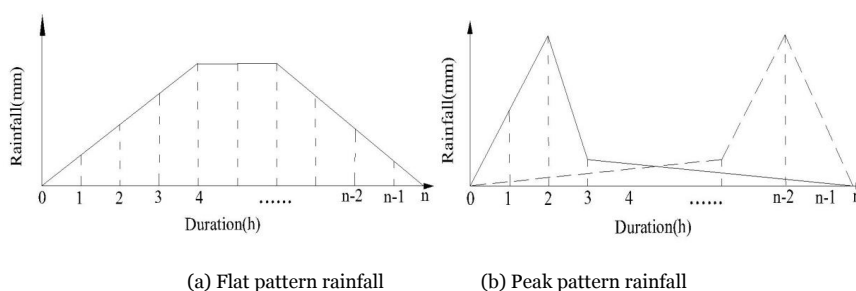 Rainfall(mm)
0 1 2 3 4 ...... n-2 n-1 n
Duration(h)
(a) Flat pattern rainfall
Rainfall(mm)
0 1 2 3 4 ...... n-2 n-1
Duration(h)
(b) Peak pattern rainfall